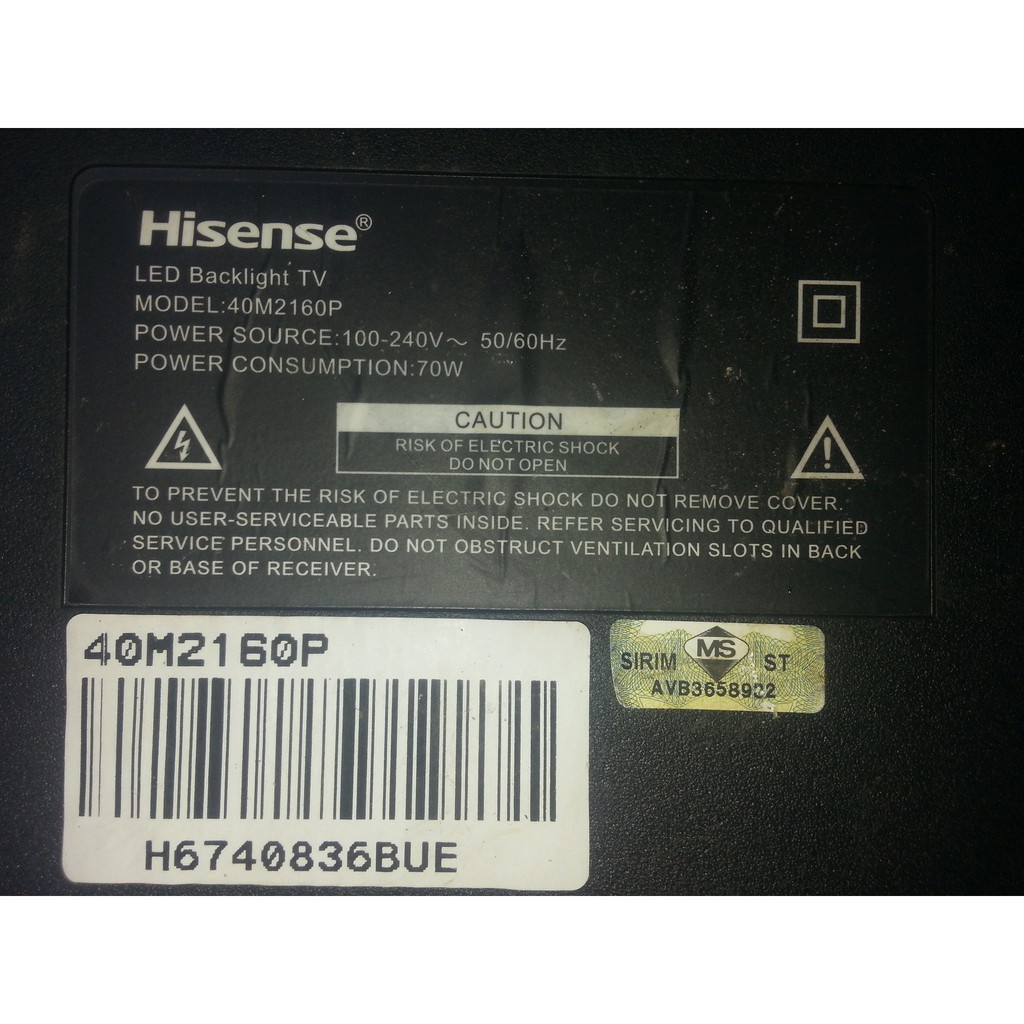 Hisense®
LED Backlight TV
MODEL:40M2160P
POWER SOURCE:100-240V～ 50/60Hz
POWER CONSUMPTION:70W
CAUTION
RISK OF ELECTRIC SHOCK
DO NOT OPEN
TO PREVENT THE RISK OF ELECTRIC SHOCK DO NOT REMOVE COVER.
NO USER-SERVICEABLE PARTS INSIDE. REFER SERVICING TO QUALIFIED
SERVICE PERSONNEL. DO NOT OBSTRUCT VENTILATION SLOTS IN BACK
OR BASE OF RECEIVER.
40M2160P
H6740836BUE
SIRIM MS ST